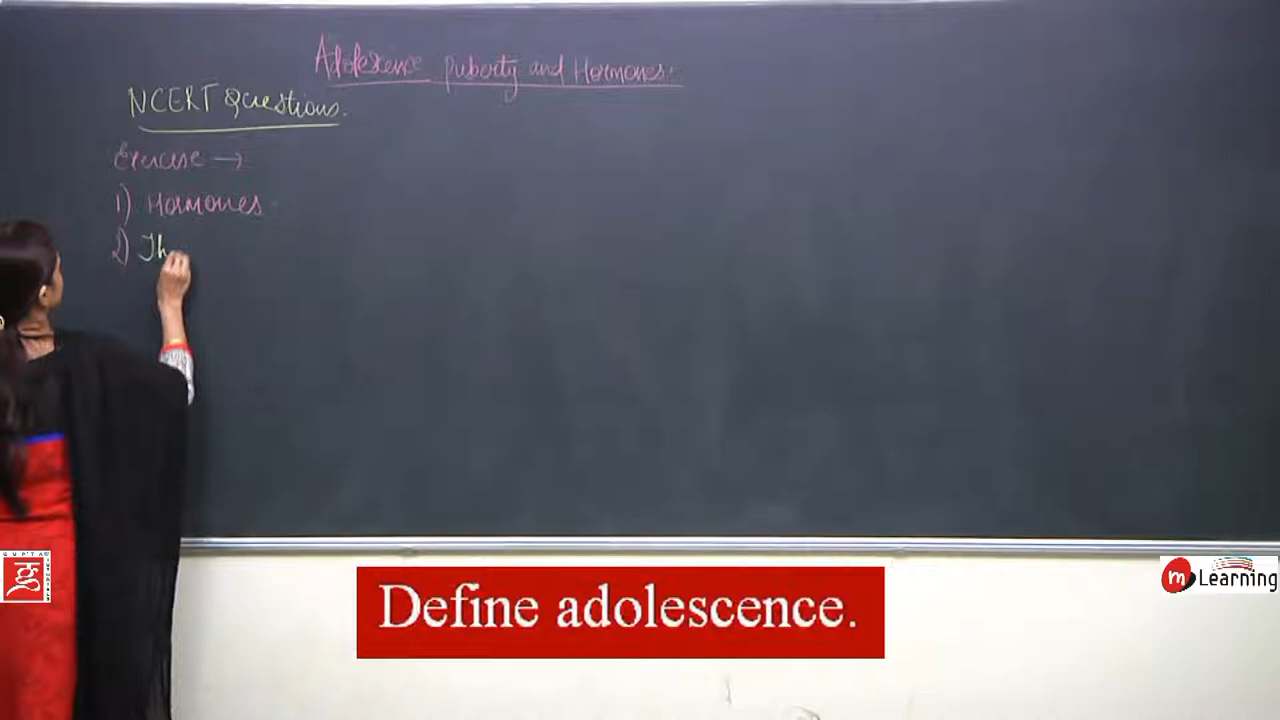 Adolescence puberty and Hormones.
NCERT Questions.
Exercise →
1) Hormones
2) Th
Define adolescence.
m Learning